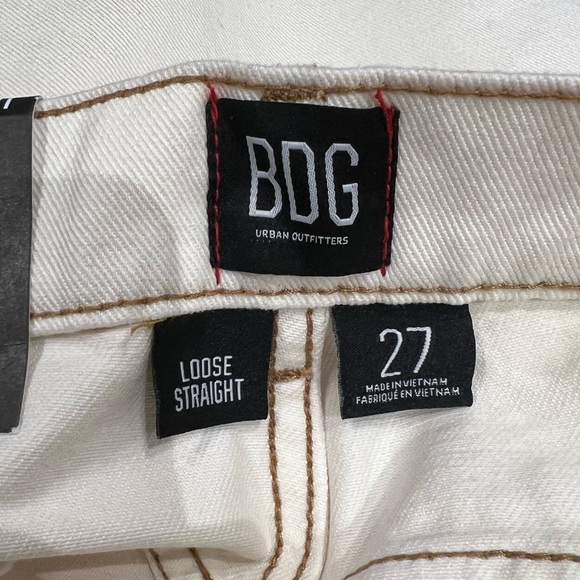 BDG
URBAN OUTFITTERS
LOOSE
STRAIGHT
27
MADE IN VIETNAM
FABRIQUÉ EN VIETNAM